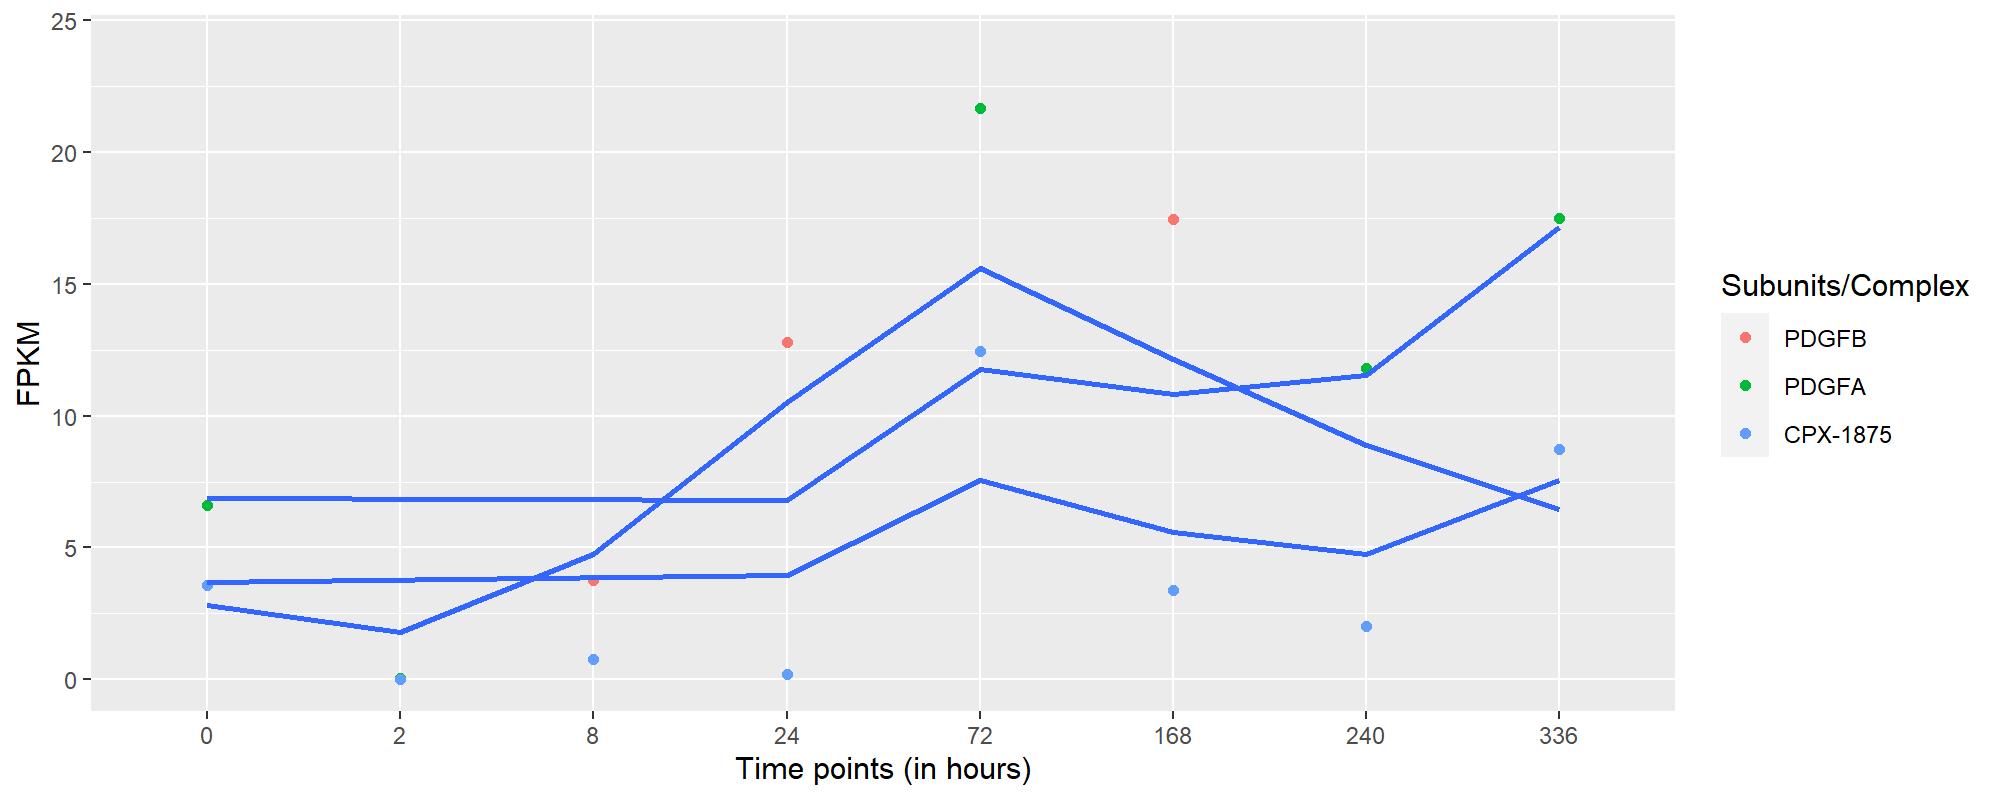 25
20
15
10
5
0
FPKM
0 2 8 24 72 168 240 336
Time points (in hours)
Subunits/Complex
PDGFB
PDGFA
CPX-1875